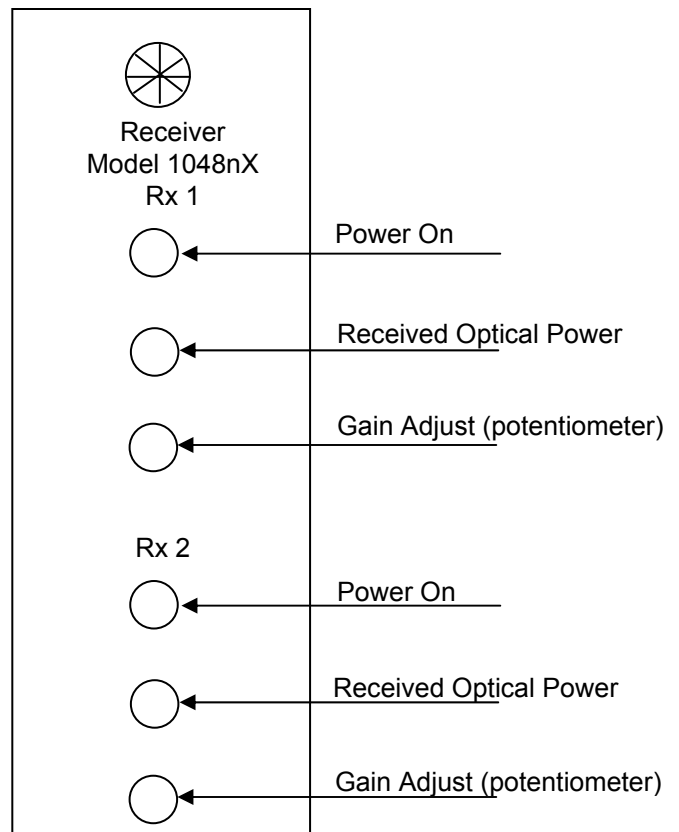 Receiver
Model 1048nX
Rx 1
Power On
Received Optical Power
Gain Adjust (potentiometer)
Rx 2
Power On
Received Optical Power
Gain Adjust (potentiometer)